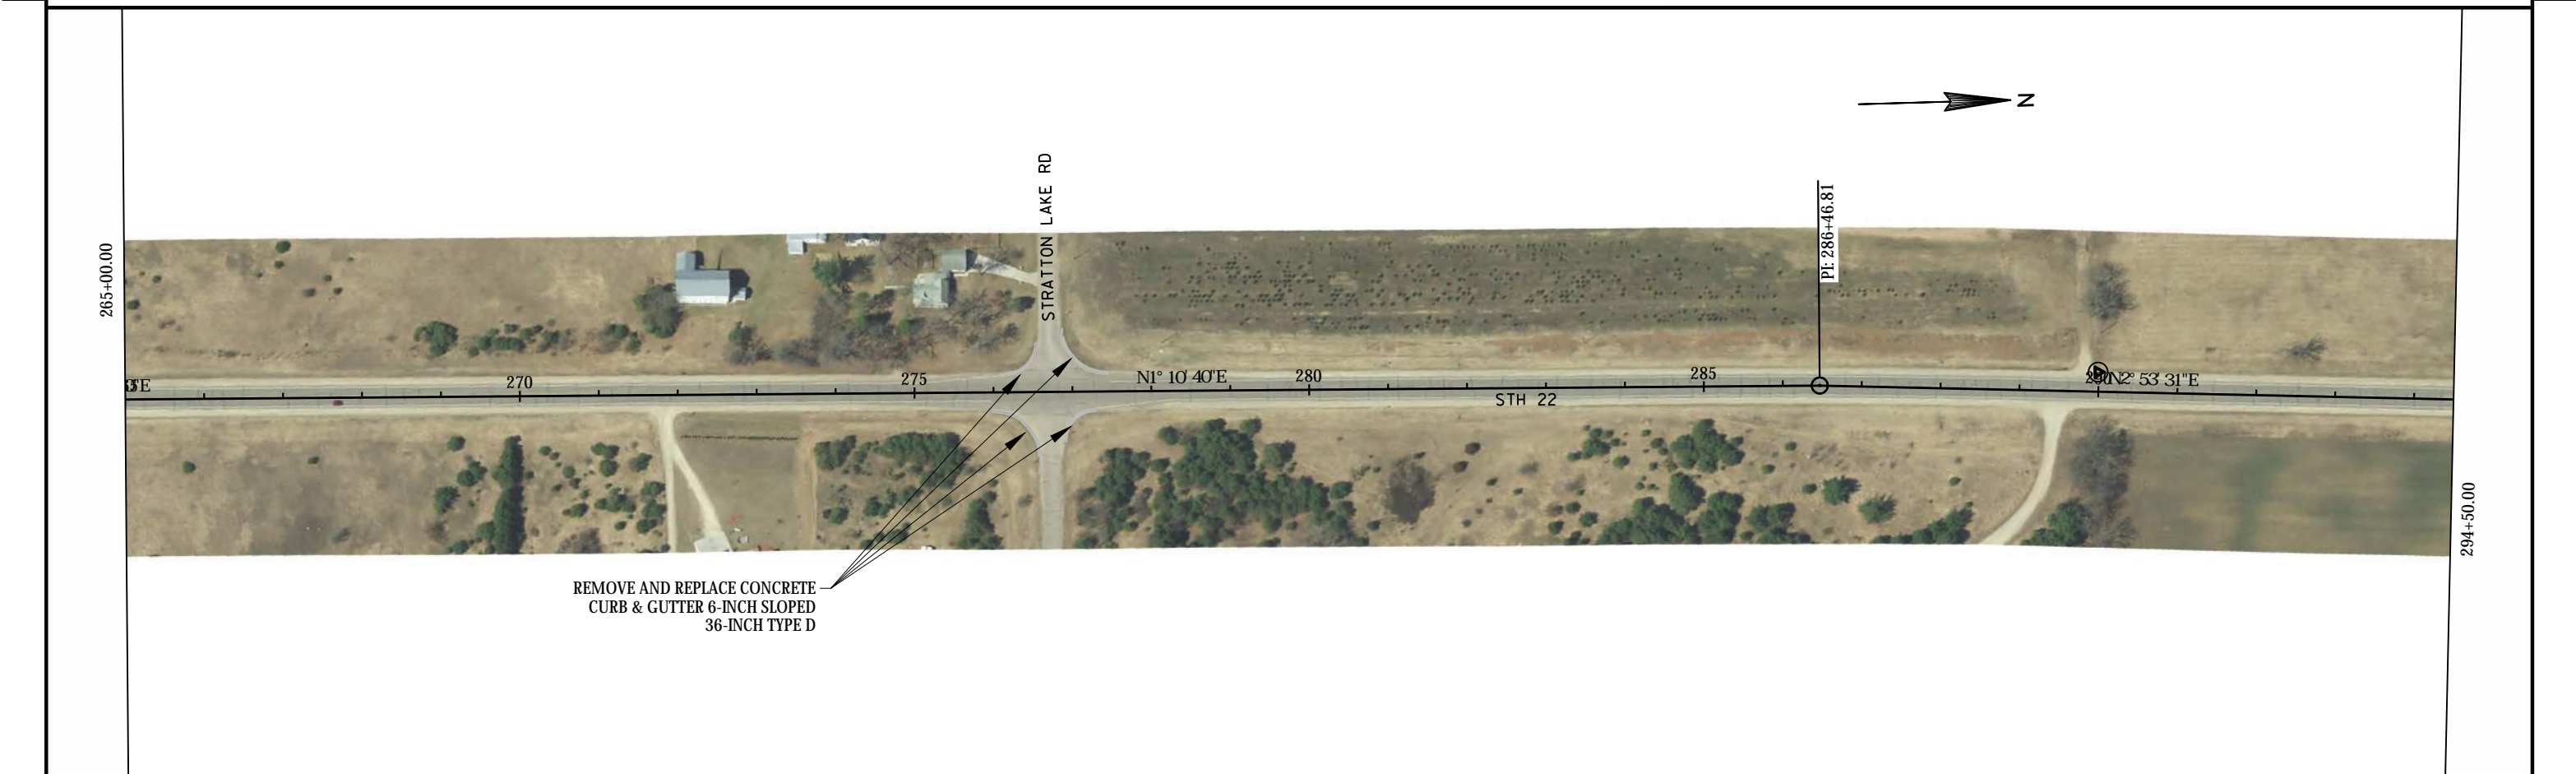 N
STRATTON LAKE RD
PI: 286+46.81
265+00.00
270
275
N1° 10' 40"E
280
285
N2° 53' 31"E
STH 22
294+50.00
REMOVE AND REPLACE CONCRETE
CURB & GUTTER 6-INCH SLOPED
36-INCH TYPE D